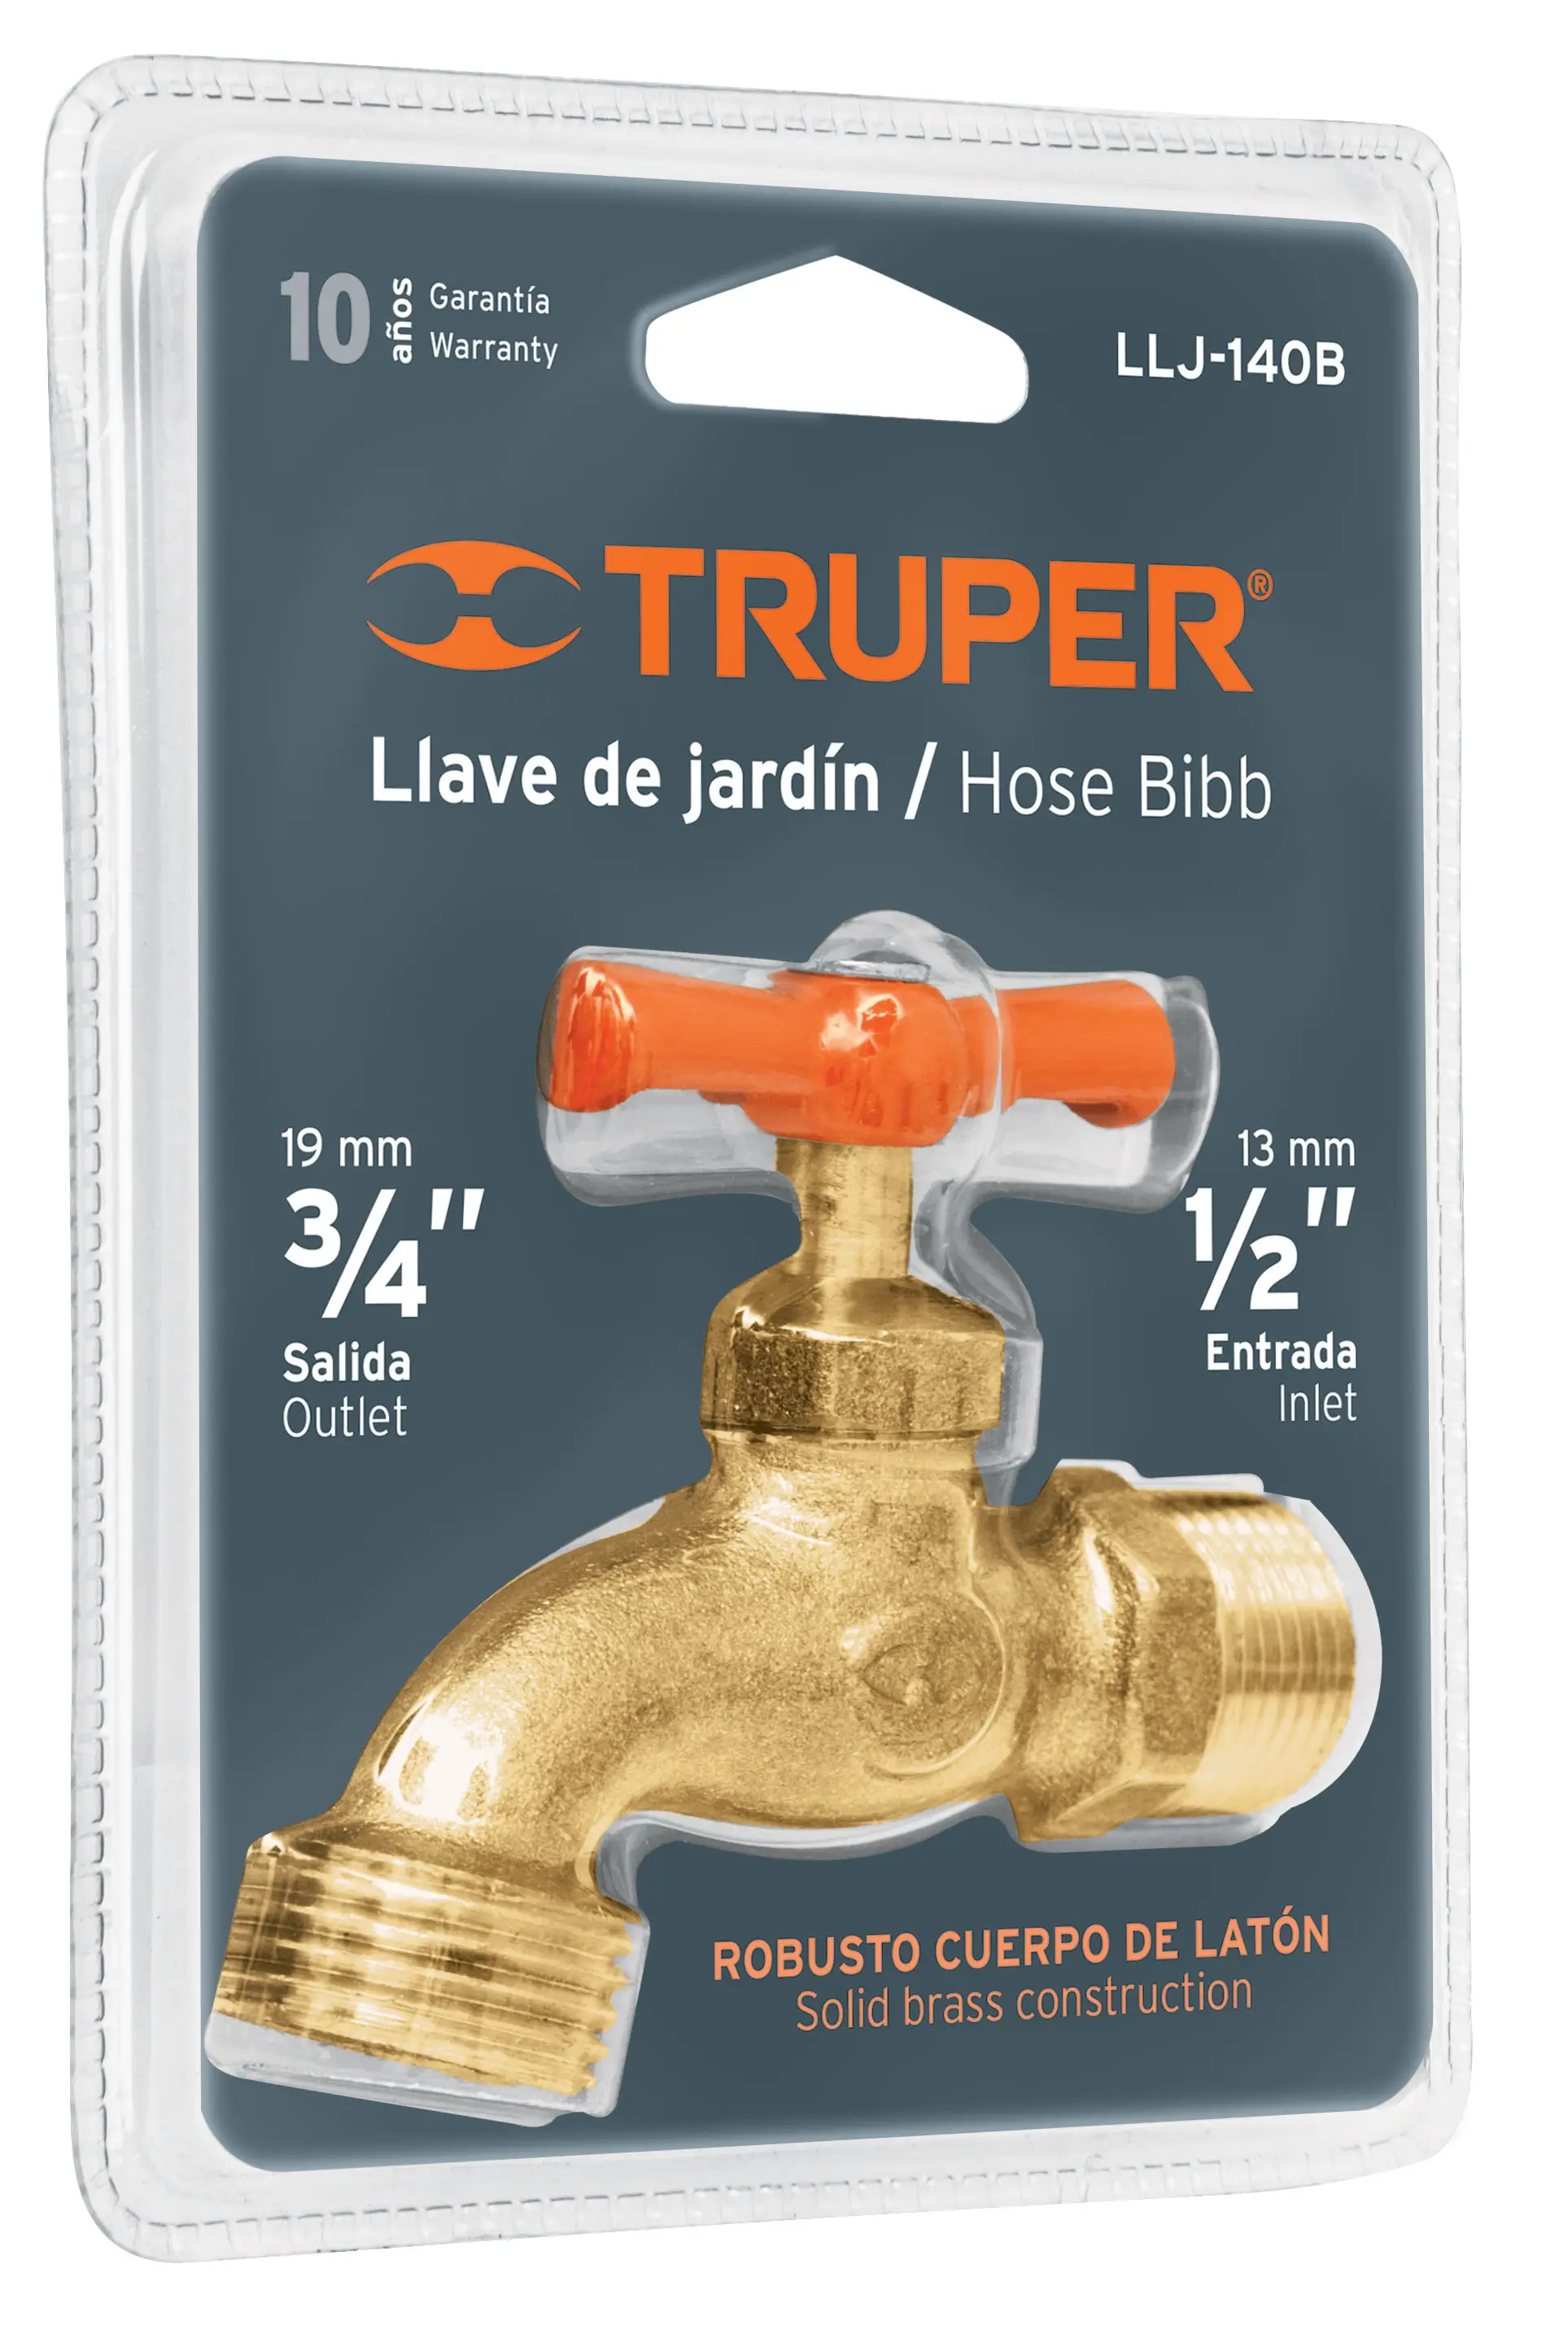 10 años Garantía
Warranty
LLJ-140B
TRUPER®
Llave de jardín / Hose Bibb
19 mm
3/4"
Salida
Outlet
13 mm
1/2"
Entrada
Inlet
ROBUSTO CUERPO DE LATÓN
Solid brass construction